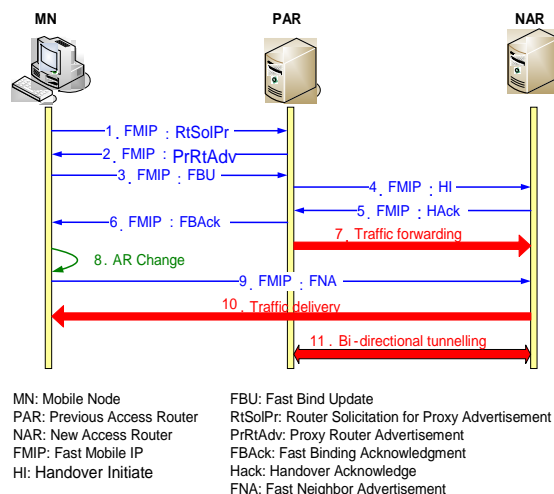 MN
PAR
NAR
1. FMIP : RtSolPr
2. FMIP : PrRtAdv
3. FMIP : FBU
4. FMIP : HI
5. FMIP : HAck
6. FMIP : FBAck
7. Traffic forwarding
8. AR Change
9. FMIP : FNA
10. Traffic delivery
11. Bi-directional tunnelling
MN: Mobile Node
PAR: Previous Access Router
NAR: New Access Router
FMIP: Fast Mobile IP
HI: Handover Initiate
FBU: Fast Bind Update
RtSolPr: Router Solicitation for Proxy Advertisement
PrRtAdv: Proxy Router Advertisement
FBAck: Fast Binding Acknowledgment
Hack: Handover Acknowledge
FNA: Fast Neighbor Advertisement